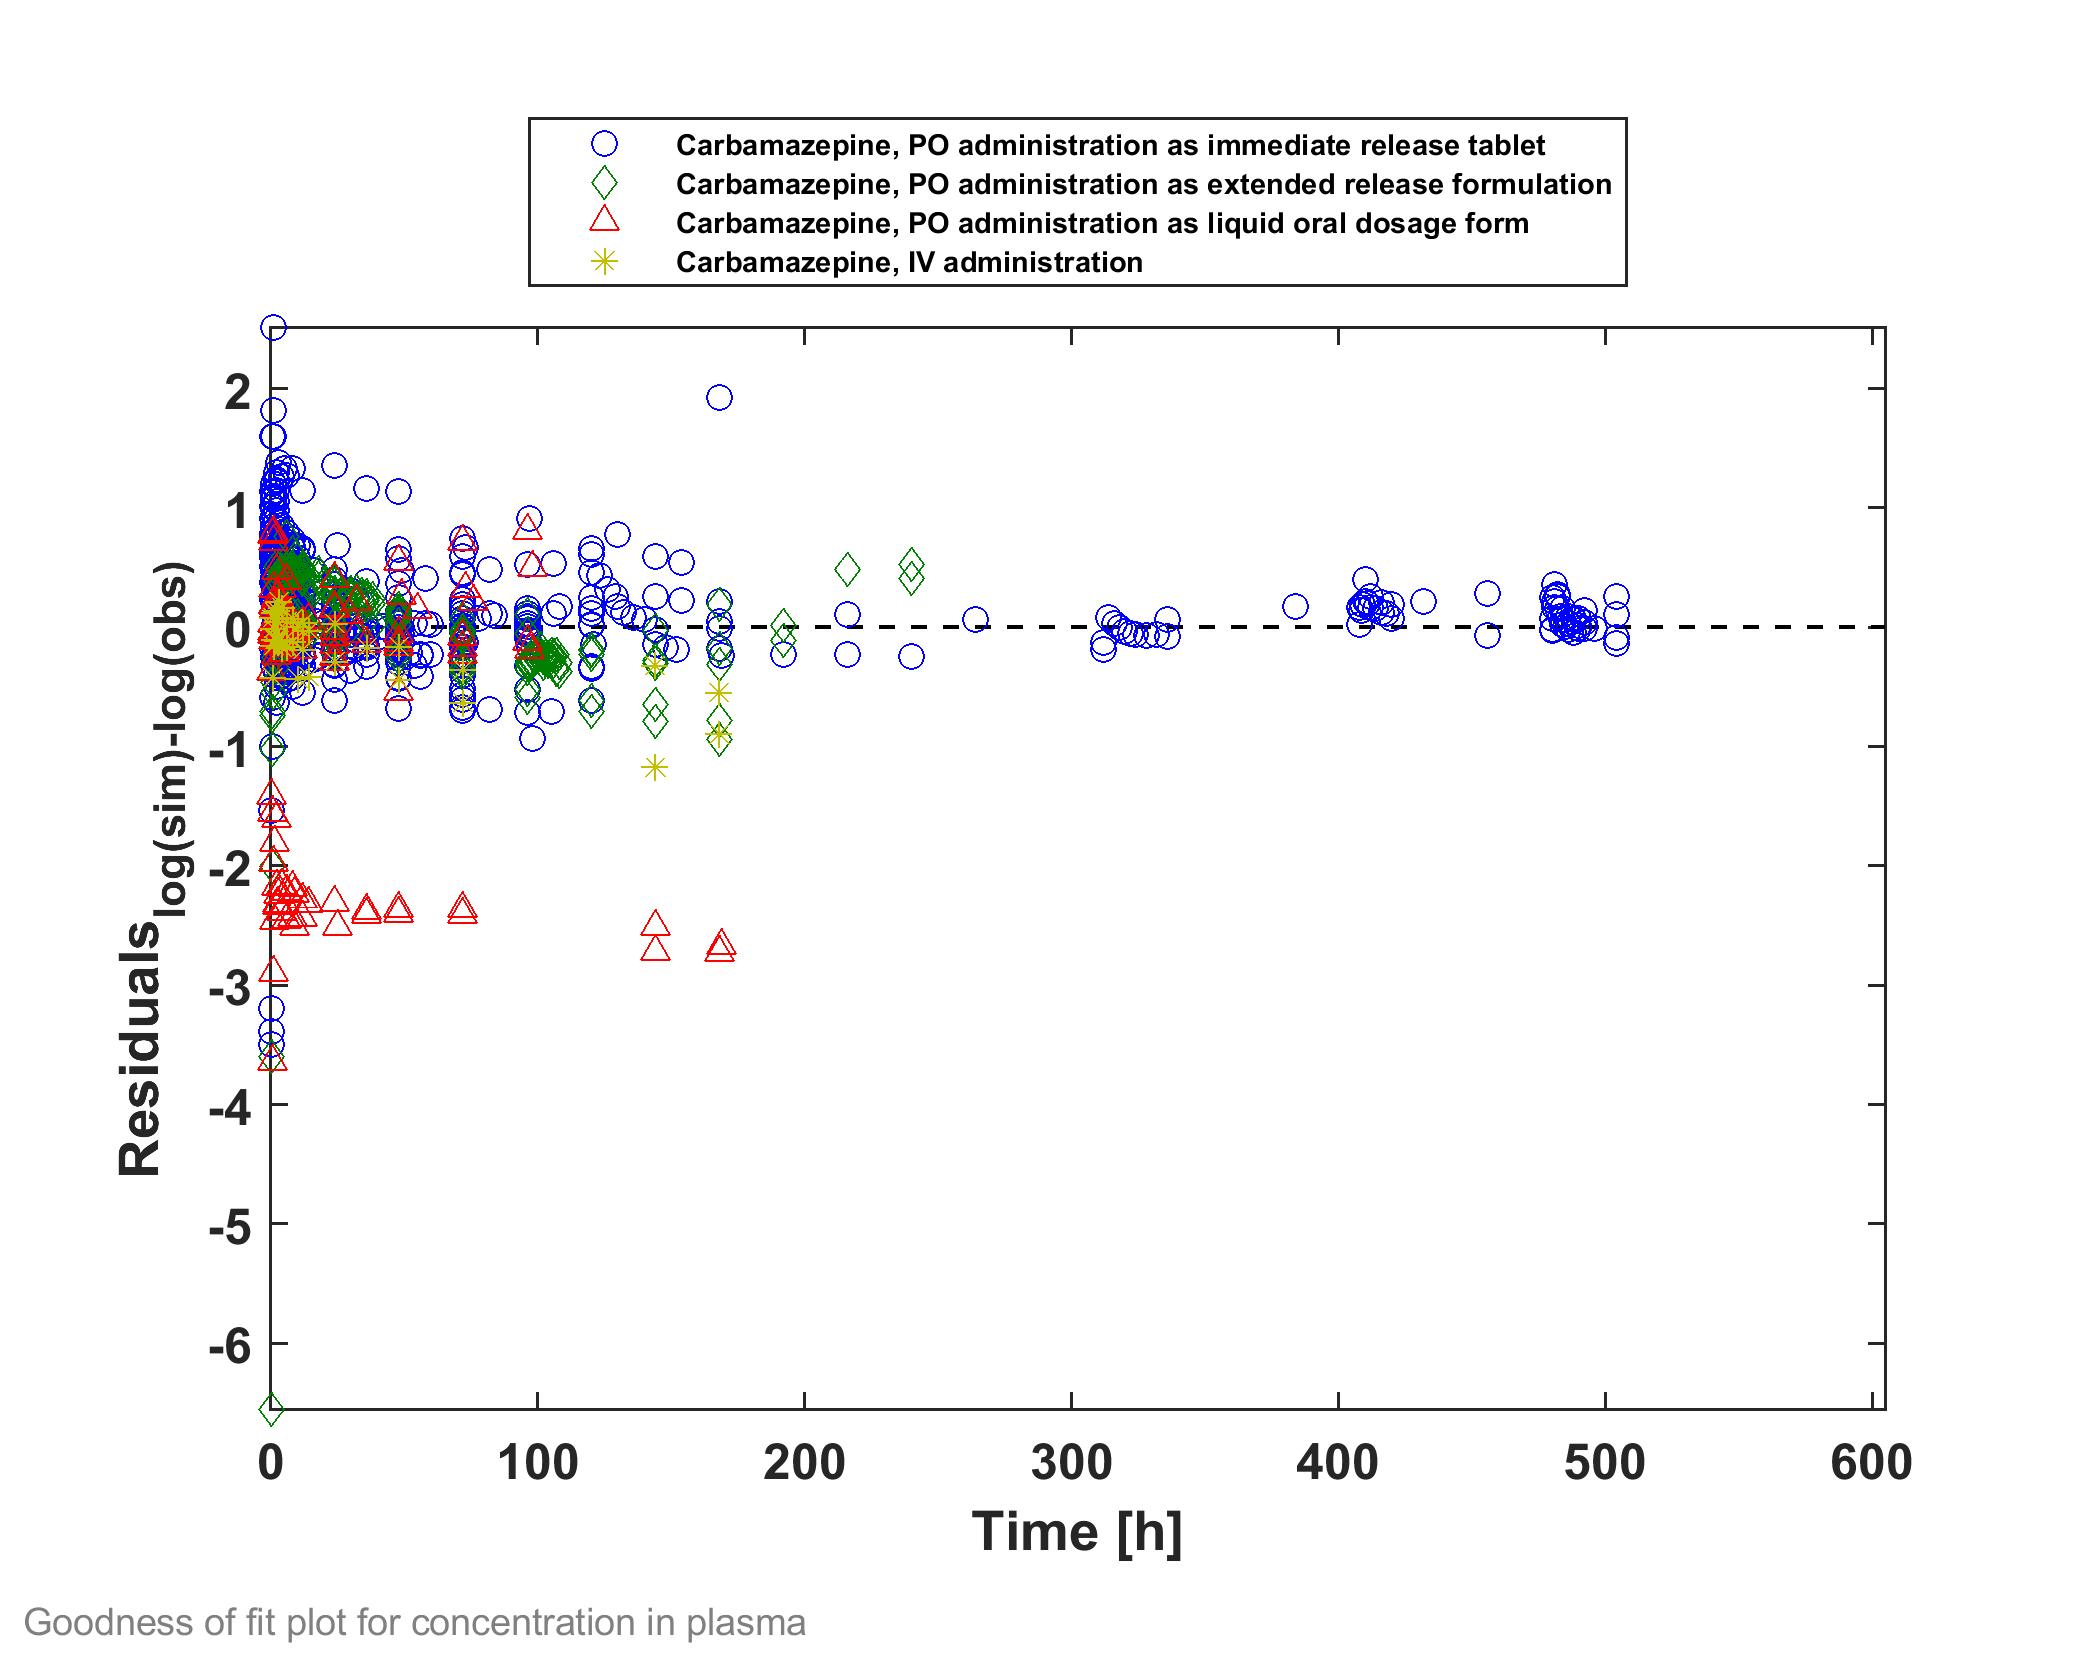 Carbamazepine, PO administration as immediate release tablet
Carbamazepine, PO administration as extended release formulation
Carbamazepine, PO administration as liquid oral dosage form
Carbamazepine, IV administration
2
1
0
-1
-2
-3
-4
-5
-6
Residuals log(sim)-log(obs)
0 100 200 300 400 500 600
Time [h]
Goodness of fit plot for concentration in plasma